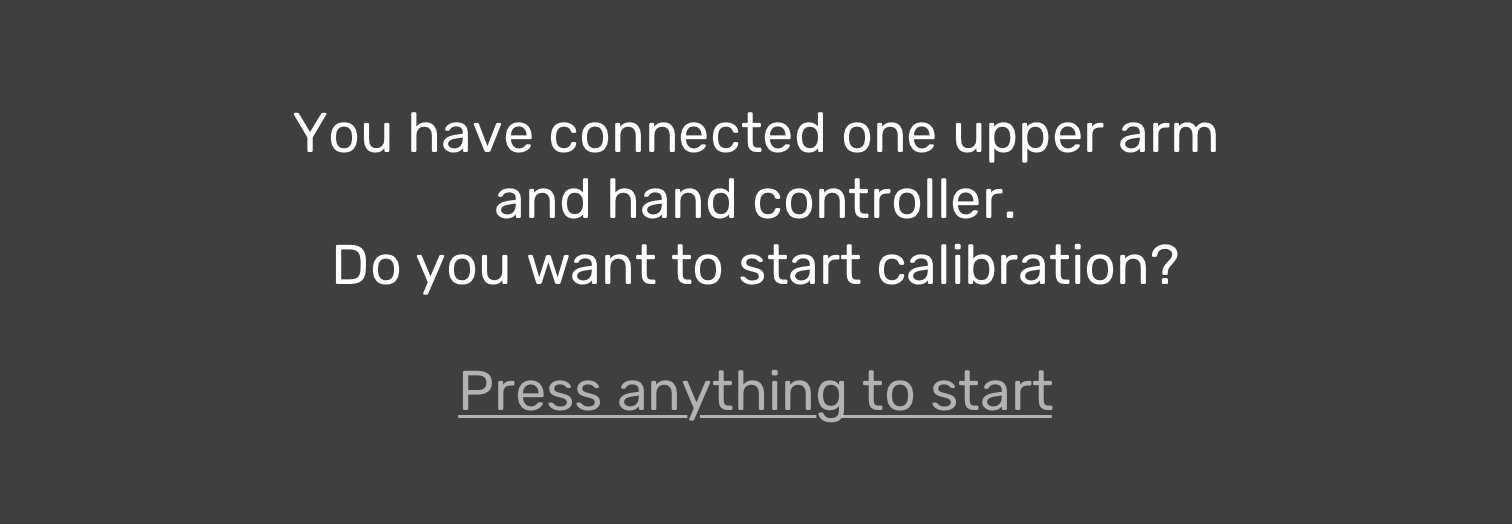 You have connected one upper arm
and hand controller.
Do you want to start calibration?
Press anything to start